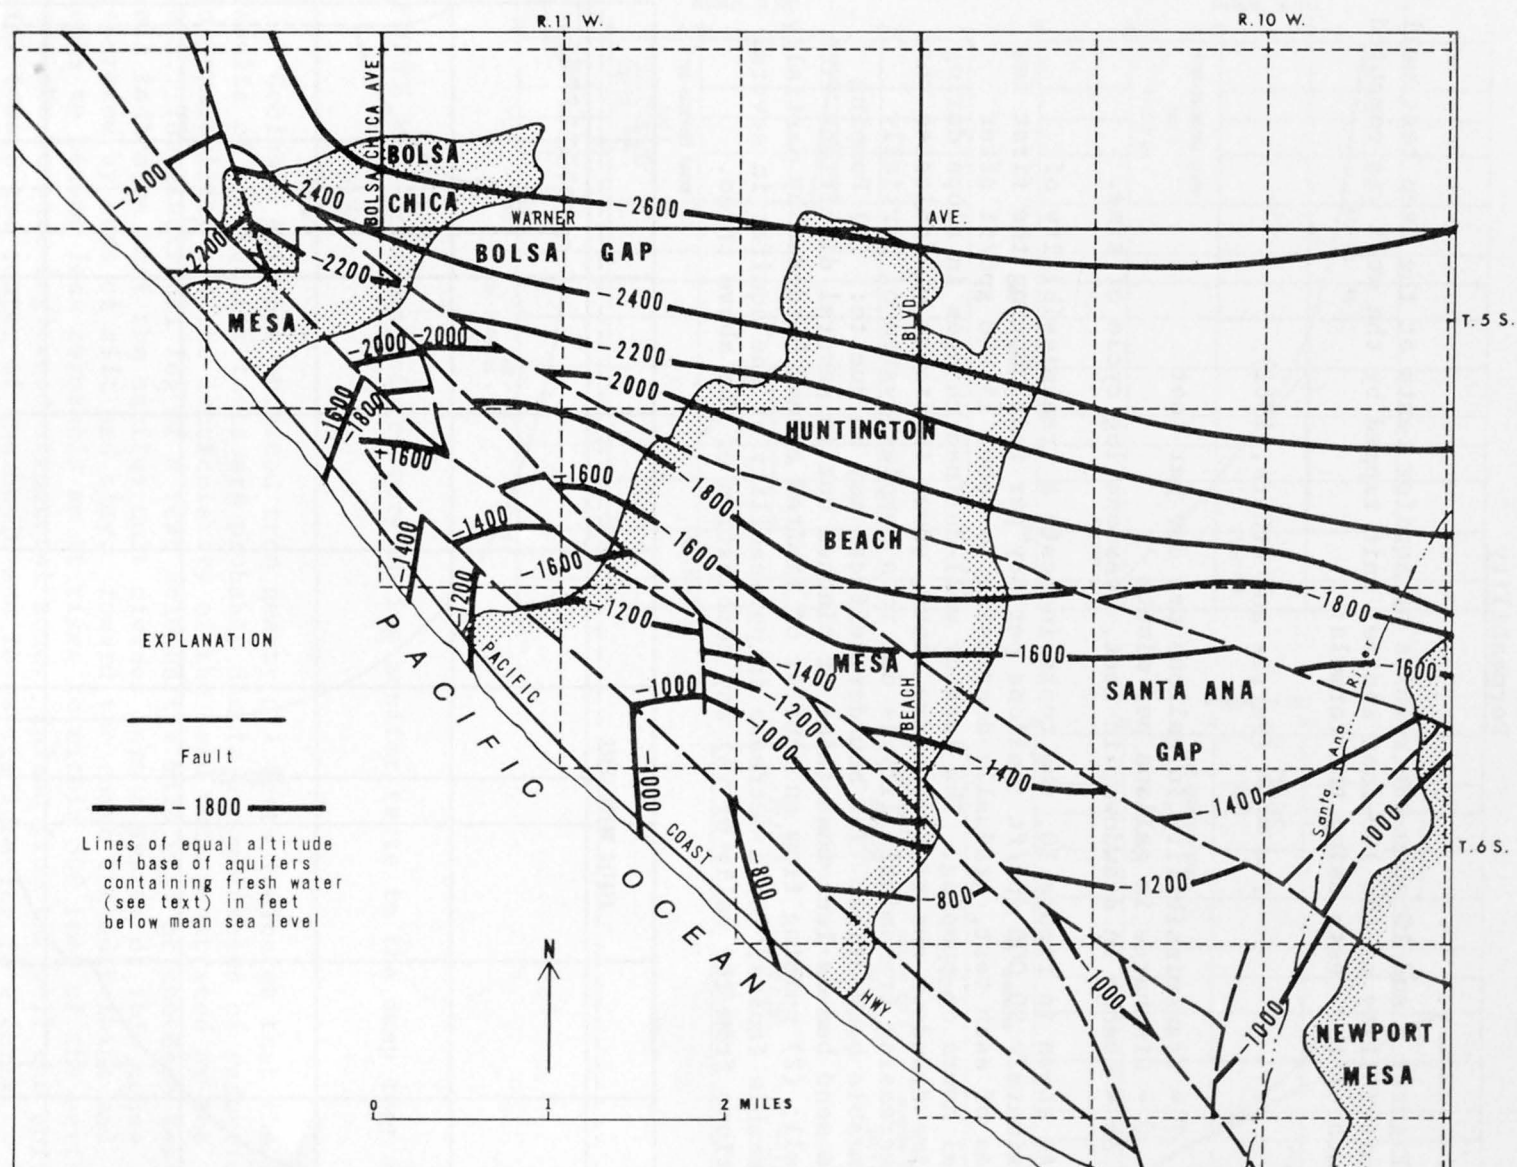 R.11 W.
R.10 W.
BOLSA CHICA AVE.
BOLSA
CHICA
-2400
-2400
-2600
WARNER
AVE.
-2200
-2200
BOLSA GAP
-2400
MESA
BLVD
T.5 S.
-2000
-2000
-2200
-2000
-1600
-1800
HUNTINGTON
-1600
-1600
-1800
-1400
-1400
BEACH
-1600
-1600
-1200
-1200
-1800
EXPLANATION
PACIFIC
COAST
HWY.
PACIFIC OCEAN
-1600
-1600
MESA
-1400
-1000
SANTA ANA
GAP
Santa Ana River
BEACH
-1200
-1000
Fault
-1400
-1400
-1000
-1000
-1800
Lines of equal altitude
of base of aquifers
containing fresh water
(see text) in feet
below mean sea level
T.6 S.
-800
-800
-1200
N
-1000
-1000
NEWPORT
MESA
0 1 2 MILES